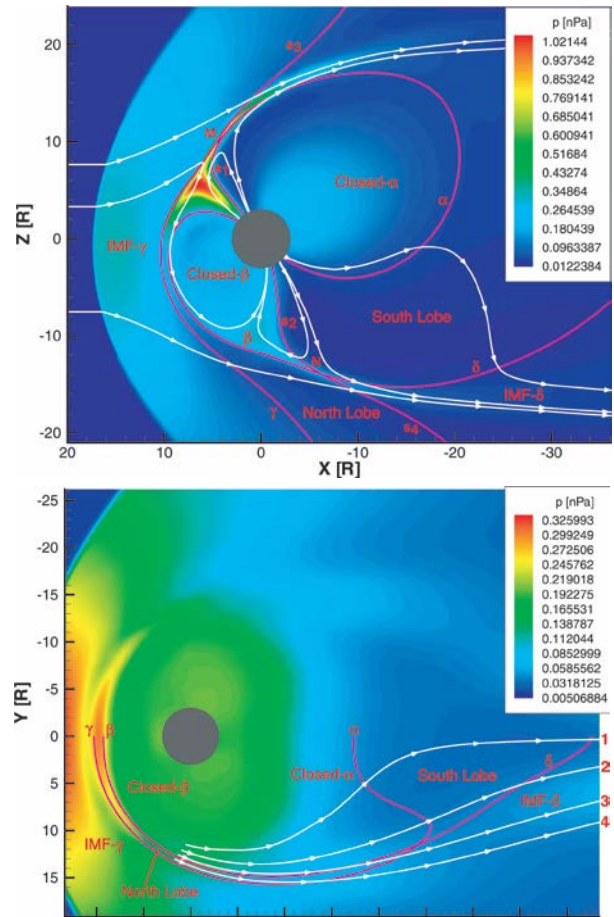 p [nPa]
1.02144
0.937342
0.853242
0.769141
0.685041
0.600941
0.51684
0.43274
0.34864
0.264539
0.180439
0.0963387
0.0122384
20
10
0
-10
-20
Z [R]
s3
M
s1
Closed-α
α
IMF-γ
Closed-β
β
s2
South Lobe
N
δ
IMF-δ
North Lobe
γ
s4
20 10 0 -10 -20 -30
X [R]
p [nPa]
0.325993
0.299249
0.272506
0.245762
0.219018
0.192275
0.165531
0.138787
0.112044
0.0852999
0.0585562
0.0318125
0.00506884
-25
-20
-15
-10
-5
0
5
10
15
Y [R]
γ β
α
1
Closed-β
Closed-α
South Lobe
δ
2
IMF-δ
3
IMF-γ
4
North Lobe